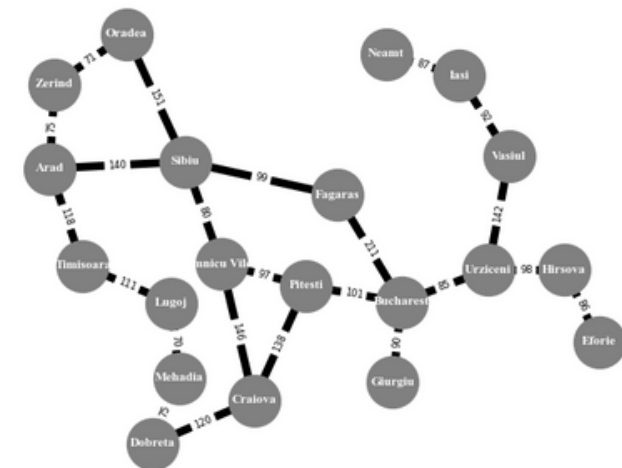 Oradea
71
Zerind
151
75
Arad
140
Sibiu
99
Fagaras
80
118
Timisoara
111
Lugoj
70
Mehadia
75
Dobreta
120
Craiova
146
138
unicu Vilc
97
Pitesti
101
211
Bucharest
90
Giurgiu
85
Urziceni
142
Vasiul
92
Iasi
87
Neamt
98
Hirsova
86
Eforie